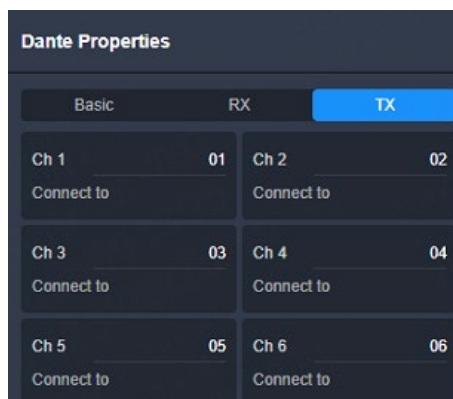 Dante Properties
Basic RX TX
Ch 1 01 Ch 2 02
Connect to Connect to
Ch 3 03 Ch 4 04
Connect to Connect to
Ch 5 05 Ch 6 06
Connect to Connect to